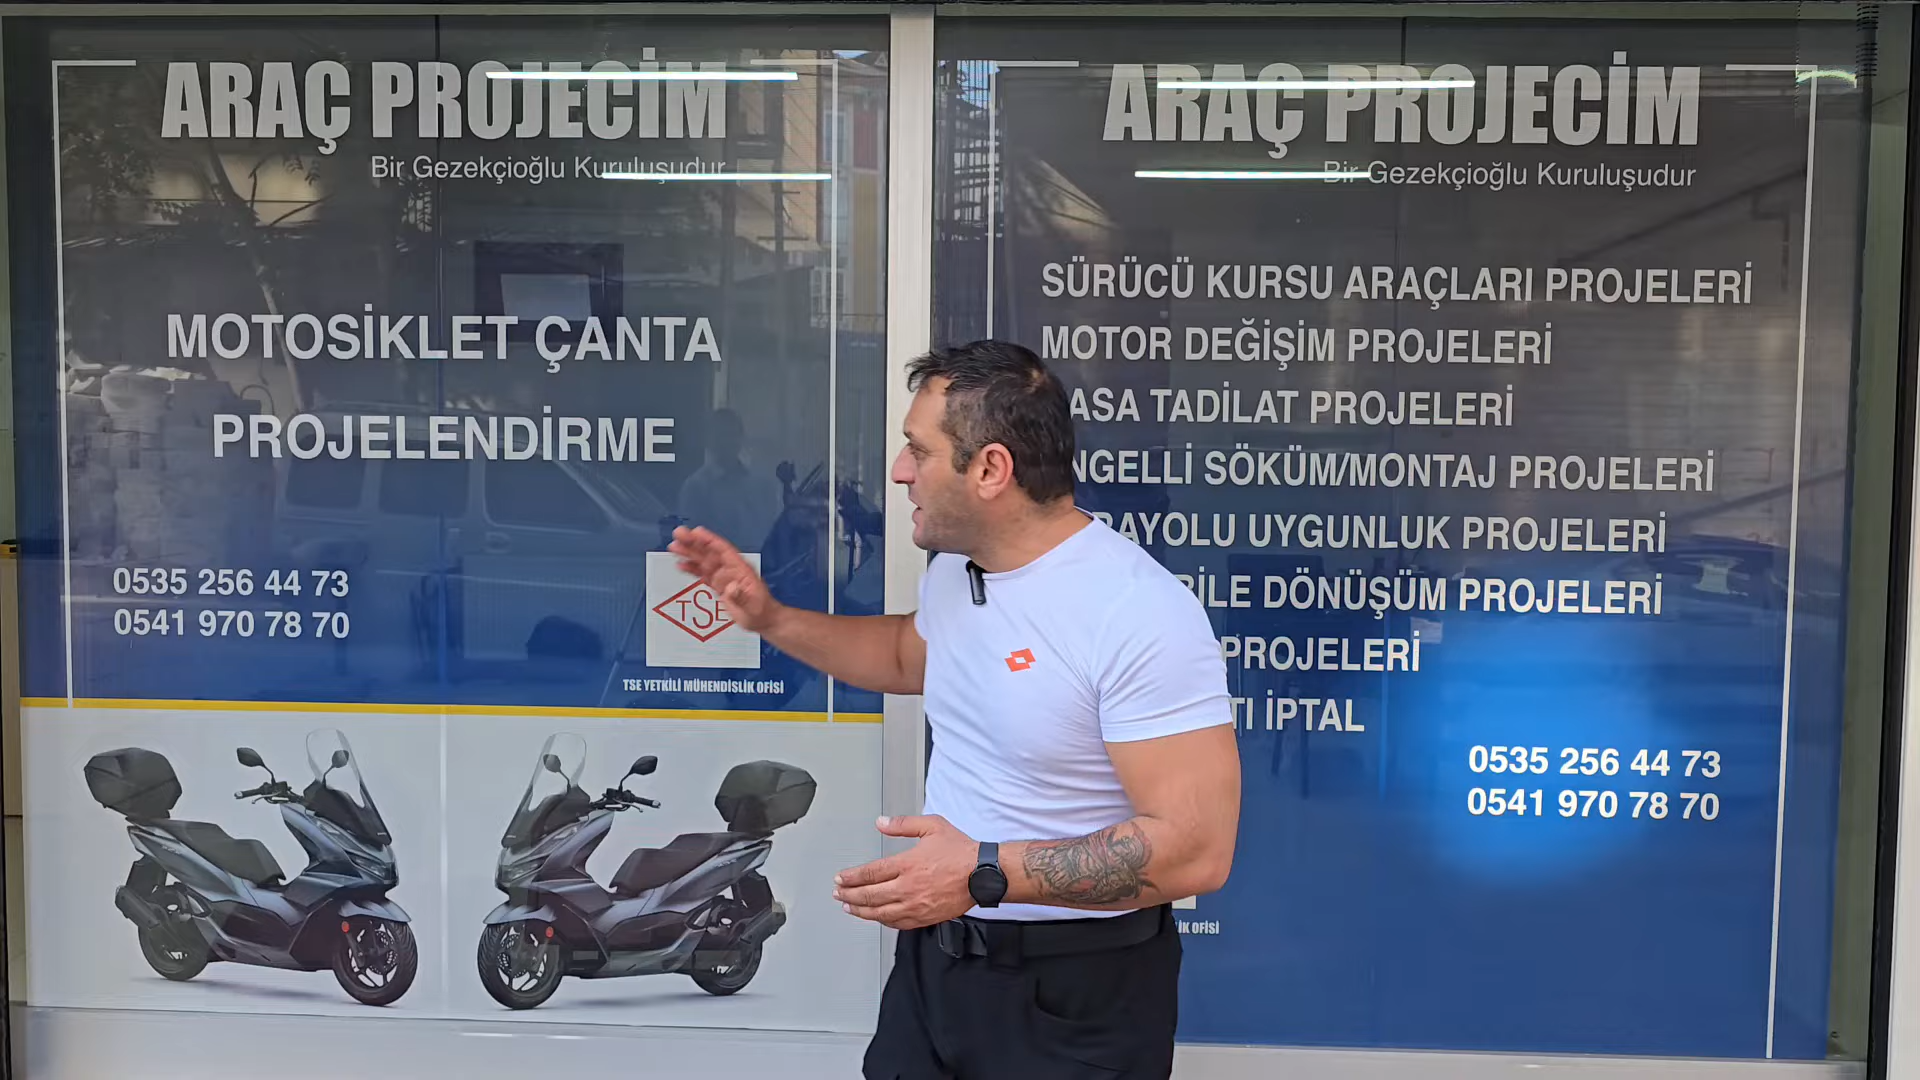 ARAÇ PROJECİM
Bir Gezekçioğlu Kuruluşudur
MOTOSİKLET ÇANTA
PROJELENDİRME
0535 256 44 73
0541 970 78 70
TSE
TSE YETKİLİ MÜHENDİSLİK OFİSİ
ARAÇ PROJECİM
Bir Gezekçioğlu Kuruluşudur
SÜRÜCÜ KURSU ARAÇLARI PROJELERİ
MOTOR DEĞİŞİM PROJELERİ
ASA TADİLAT PROJELERİ
NGELLİ SÖKÜM/MONTAJ PROJELERİ
RAYOLU UYGUNLUK PROJELERİ
BİLE DÖNÜŞÜM PROJELERİ
PROJELERİ
TI İPTAL
0535 256 44 73
0541 970 78 70
İK OFİSİ